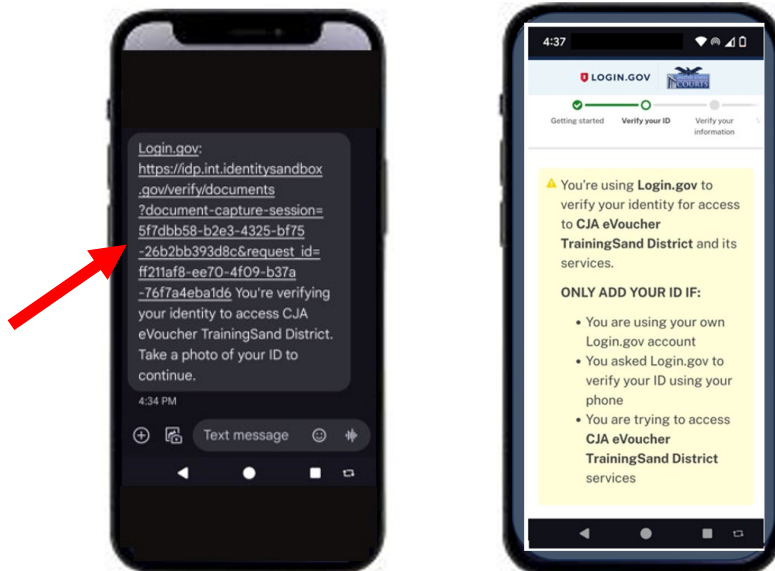 Login.gov:
https://idp.int.identitysandbox
.gov/verify/documents
?document-capture-session=
5f7dbb58-b2e3-4325-bf75
-26b2bb393d8c&request_id=
ff211af8-ee70-4f09-b37a
-76f7a4eba1d6 You're verifying
your identity to access CJA
eVoucher TrainingSand District.
Take a photo of your ID to
continue.
4:34 PM
Text message
4:37
LOGIN.GOV
COURTS
Getting started Verify your ID Verify your
information
You're using Login.gov to
verify your identity for access
to CJA eVoucher
TrainingSand District and its
services.
ONLY ADD YOUR ID IF:
• You are using your own
Login.gov account
• You asked Login.gov to
verify your ID using your
phone
• You are trying to access
CJA eVoucher
TrainingSand District
services